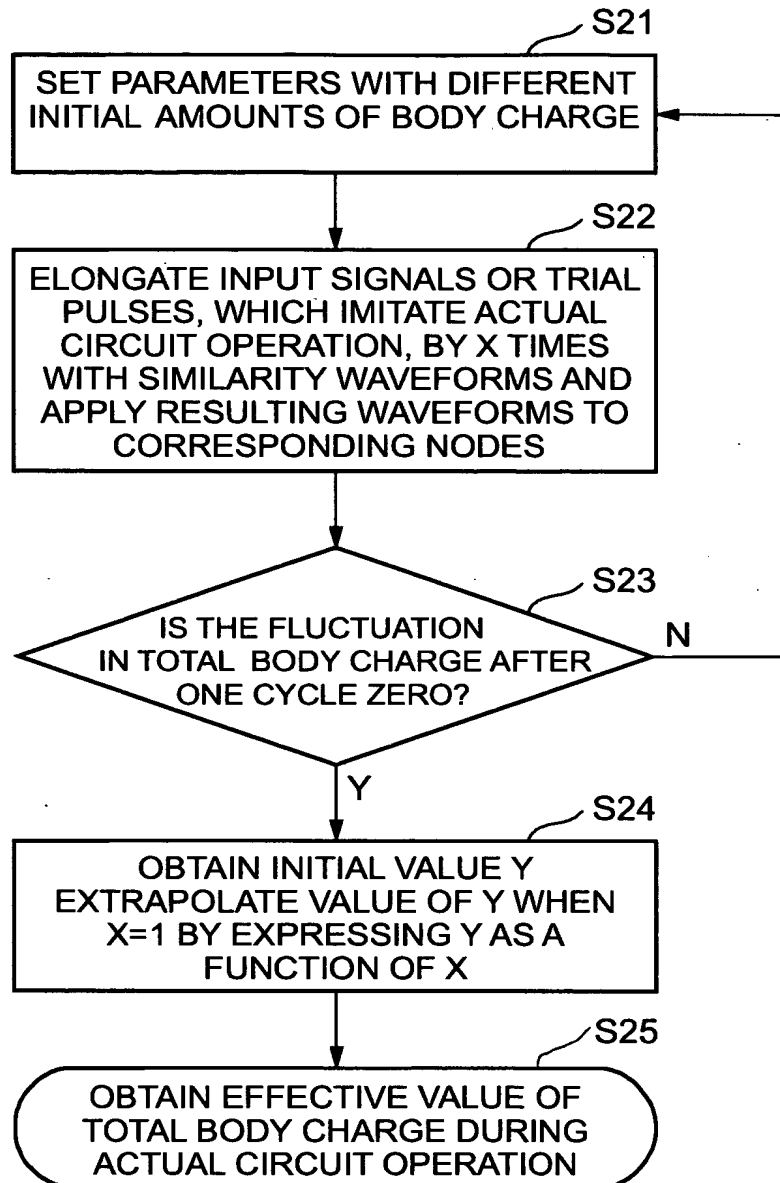 S21
SET PARAMETERS WITH DIFFERENT
INITIAL AMOUNTS OF BODY CHARGE
S22
ELONGATE INPUT SIGNALS OR TRIAL
PULSES, WHICH IMITATE ACTUAL
CIRCUIT OPERATION, BY X TIMES
WITH SIMILARITY WAVEFORMS AND
APPLY RESULTING WAVEFORMS TO
CORRESPONDING NODES
S23
IS THE FLUCTUATION
IN TOTAL BODY CHARGE AFTER
ONE CYCLE ZERO?
N
Y
S24
OBTAIN INITIAL VALUE Y
EXTRAPOLATE VALUE OF Y WHEN
X=1 BY EXPRESSING Y AS A
FUNCTION OF X
S25
OBTAIN EFFECTIVE VALUE OF
TOTAL BODY CHARGE DURING
ACTUAL CIRCUIT OPERATION